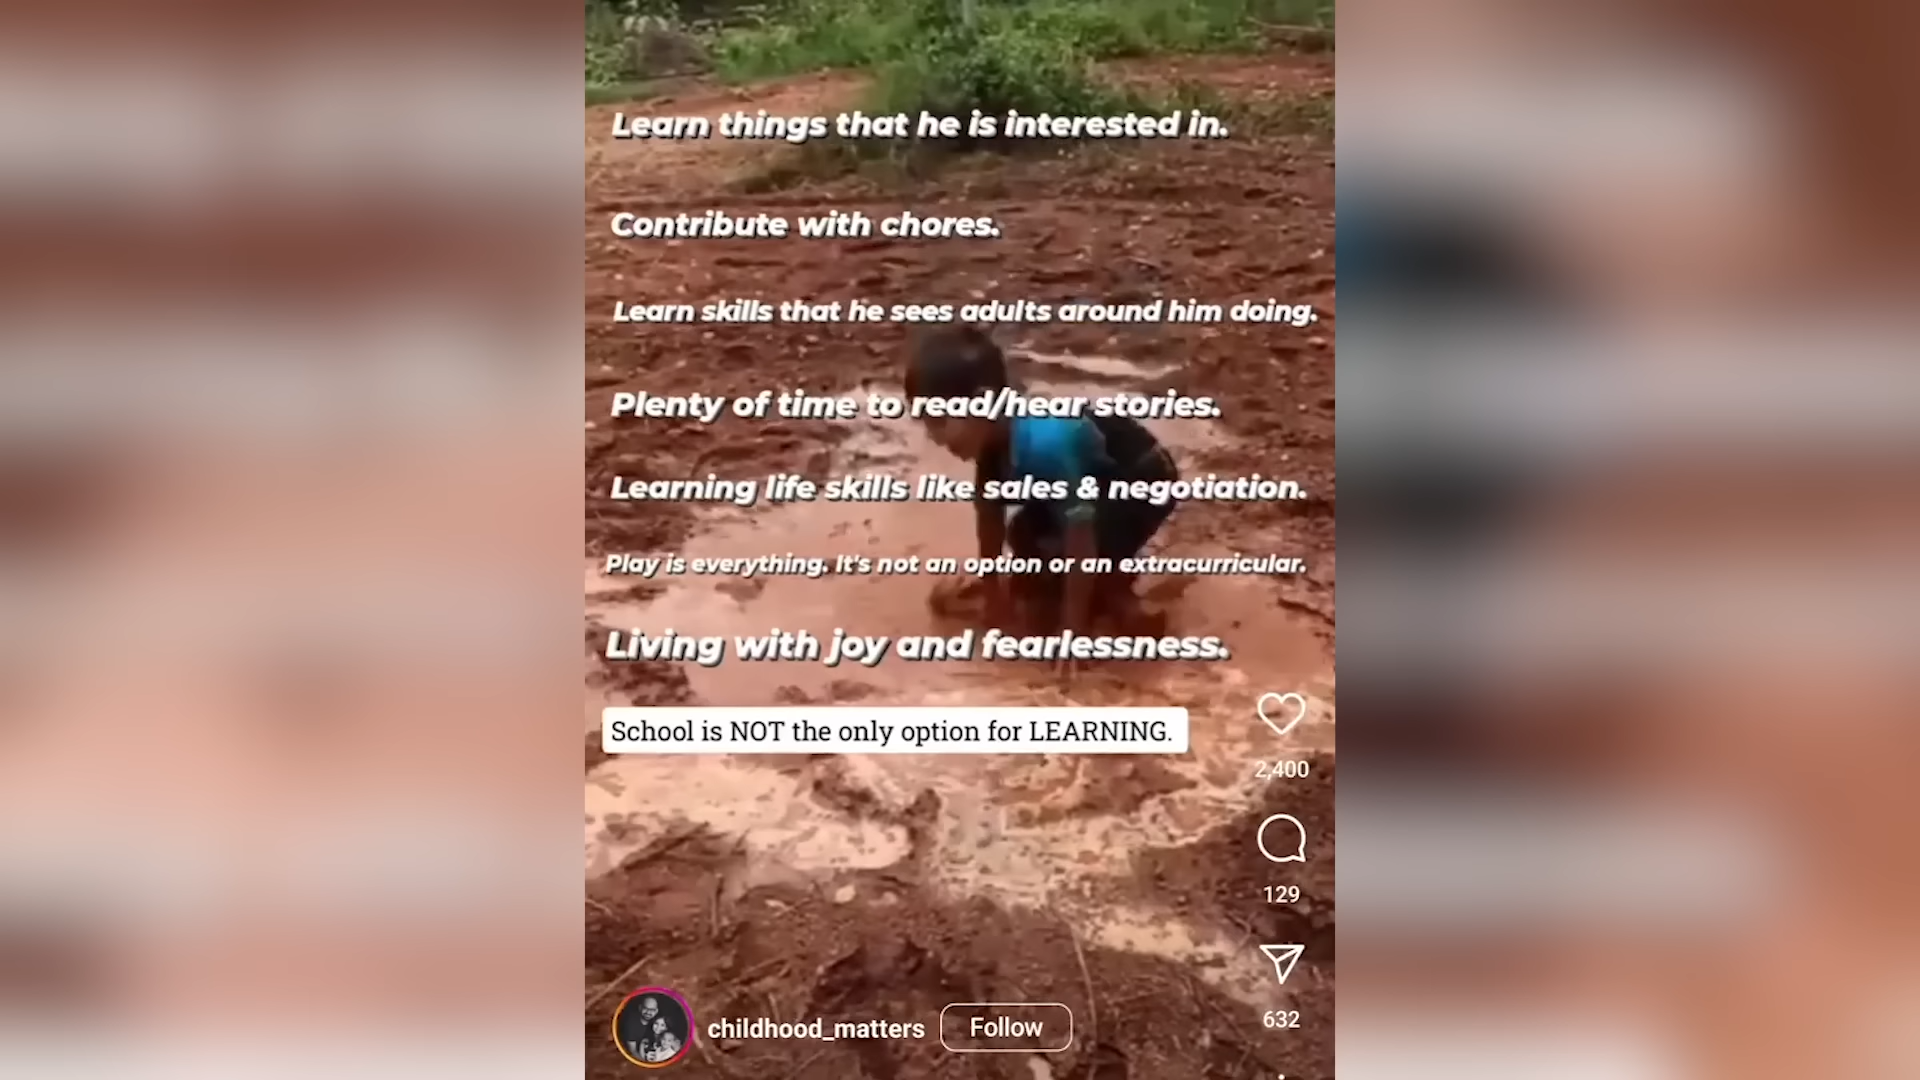 Learn things that he is interested in.
Contribute with chores.
Learn skills that he sees adults around him doing.
Plenty of time to read/hear stories.
Learning life skills like sales & negotiation.
Play is everything. It's not an option or an extracurricular.
Living with joy and fearlessness.
School is NOT the only option for LEARNING.
2,400
129
632
childhood_matters
Follow